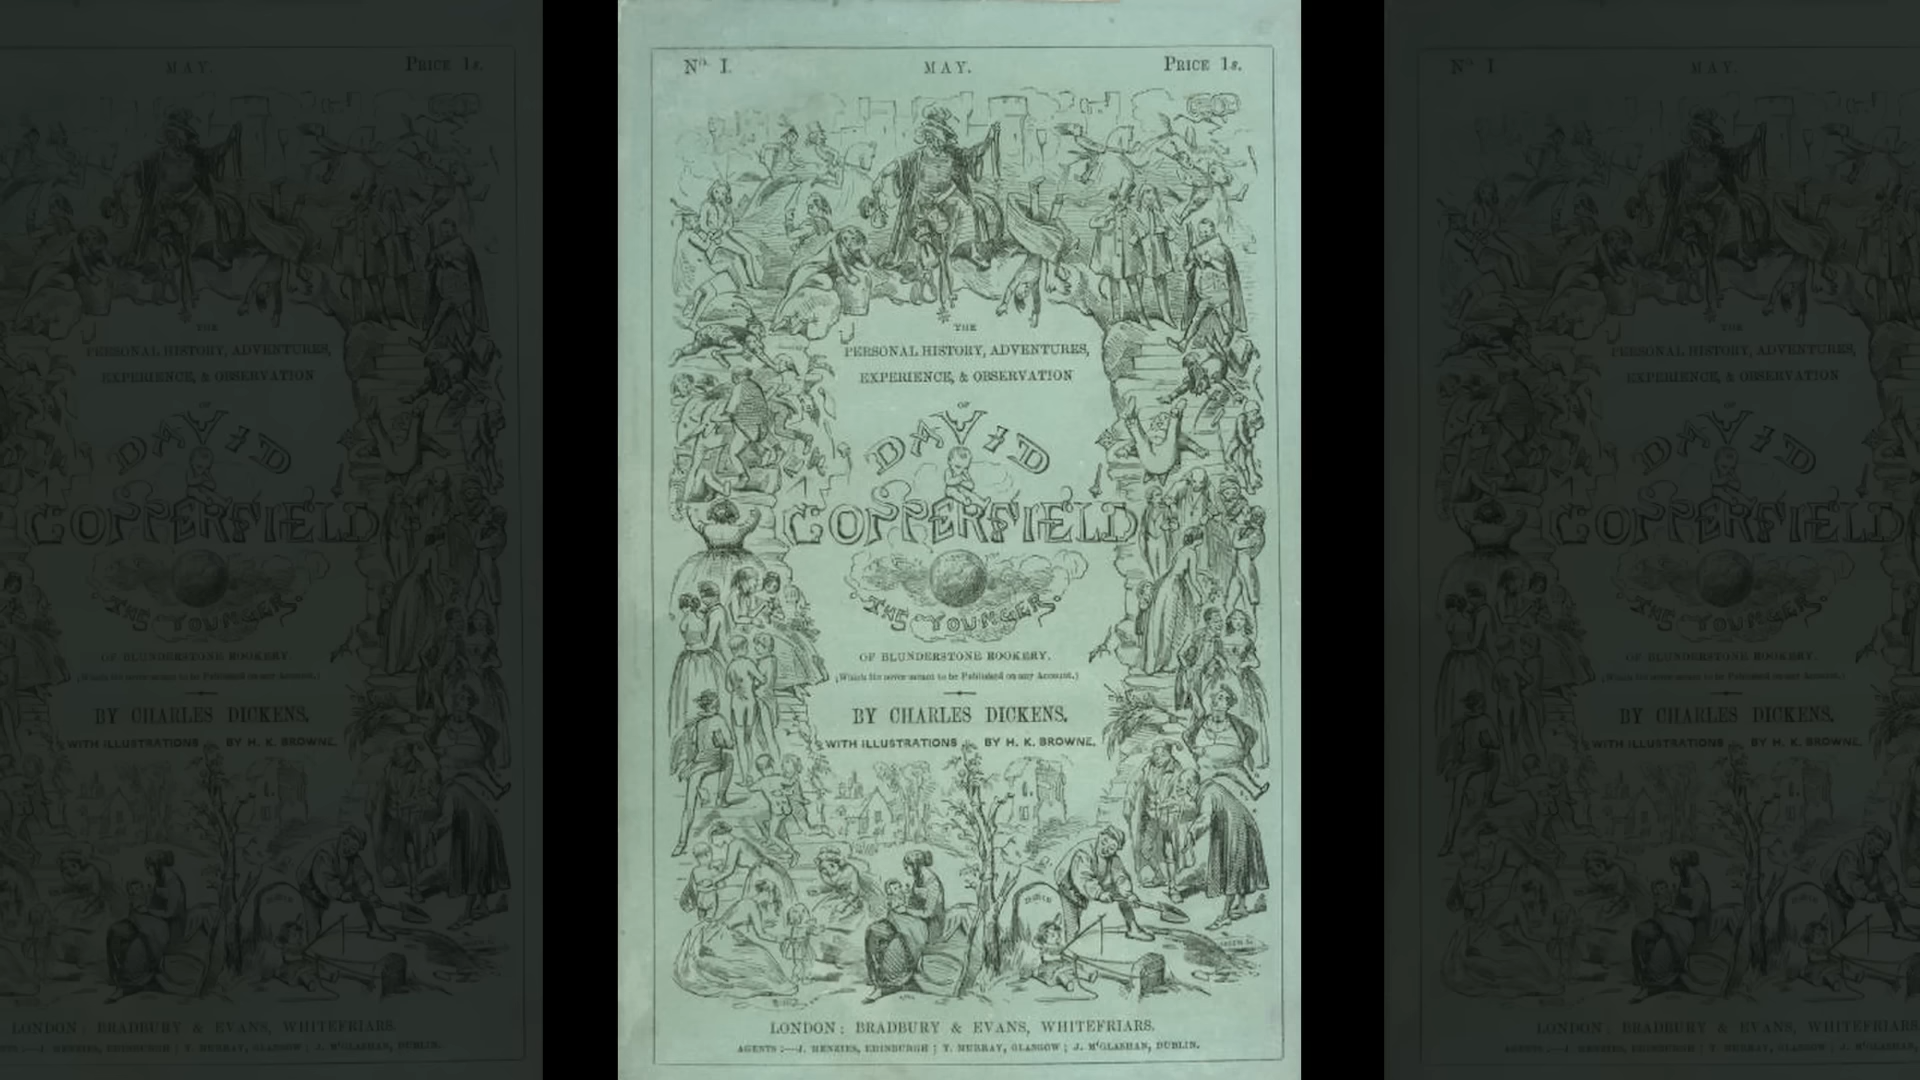 No. I. MAY. PRICE 1s.
THE
PERSONAL HISTORY, ADVENTURES,
EXPERIENCE, & OBSERVATION
OF
DAVID
COPPERFIELD
THE YOUNGER.
OF BLUNDERSTONE ROOKERY.
(Which He never meant to be Published on any Account.)
BY CHARLES DICKENS.
WITH ILLUSTRATIONS BY H. K. BROWNE.
LONDON: BRADBURY & EVANS, WHITEFRIARS.
AGENTS:—J. MENZIES, EDINBURGH; T. MURRAY, GLASGOW; J. M'GLASHAN, DUBLIN.